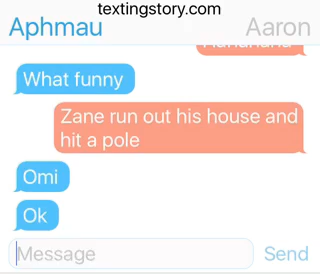 textingstory.com
Aphmau Aaron
What funny
Zane run out his house and
hit a pole
Omi
Ok
Message Send